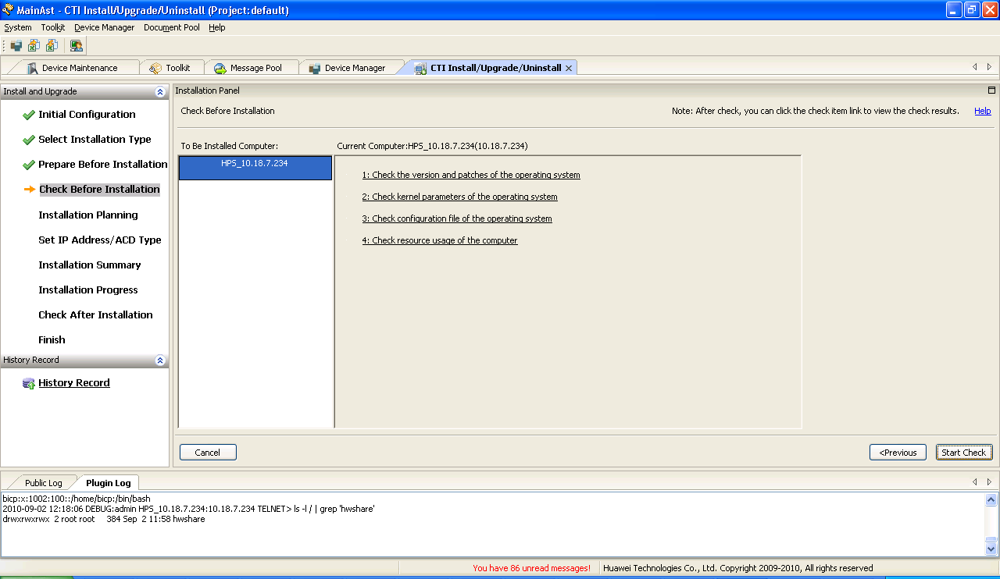 MainAst - CTI Install/Upgrade/Uninstall (Project:default)
System Toolkit Device Manager Document Pool Help
Device Maintenance Toolkit Message Pool Device Manager CTI Install/Upgrade/Uninstall
Install and Upgrade
Initial Configuration
Select Installation Type
Prepare Before Installation
Check Before Installation
Installation Planning
Set IP Address/ACD Type
Installation Summary
Installation Progress
Check After Installation
Finish
History Record
History Record
Installation Panel
Check Before Installation
Note: After check, you can click the check item link to view the check results. Help
To Be Installed Computer:
HPS_10.18.7.234
Current Computer:HPS_10.18.7.234(10.18.7.234)
1: Check the version and patches of the operating system
2: Check kernel parameters of the operating system
3: Check configuration file of the operating system
4: Check resource usage of the computer
Cancel <Previous Start Check
Public Log Plugin Log
bicp:x:1002:100::/home/bicp:/bin/bash
2010-09-02 12:18:06 DEBUG:admin HPS_10.18.7.234:10.18.7.234 TELNET> ls -l / | grep 'hwshare'
drwxrwxrwx 2 root root 384 Sep 2 11:58 hwshare
You have 86 unread messages! Huawei Technologies Co., Ltd. Copyright 2009-2010, All rights reserved